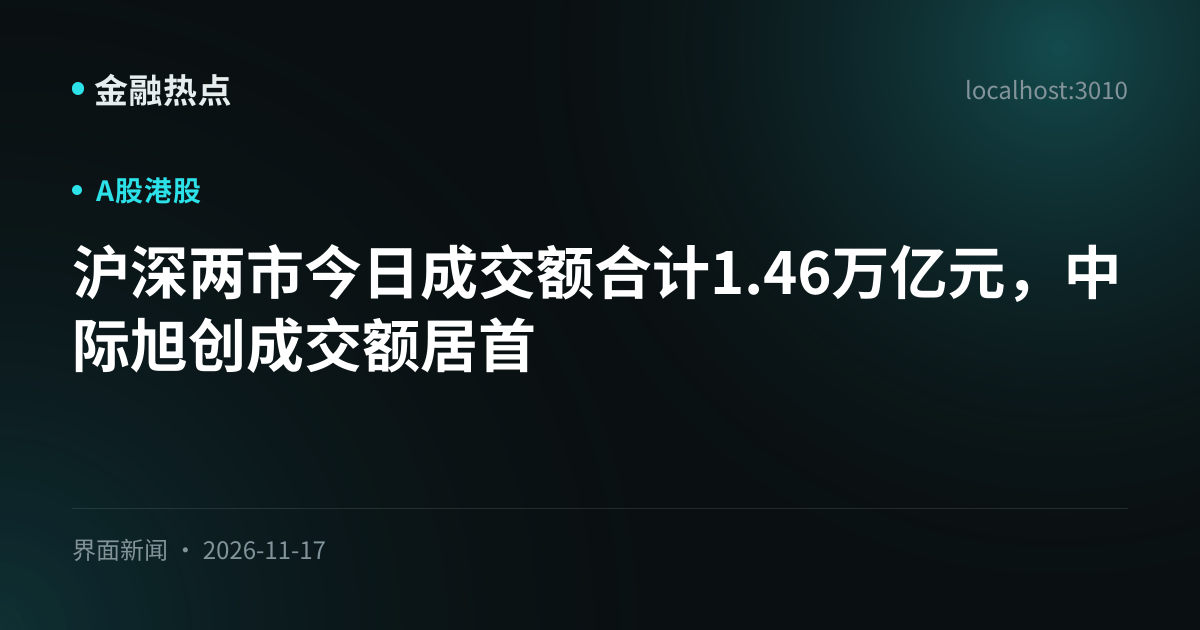 金融热点
localhost:3010
A股港股
沪深两市今日成交额合计1.46万亿元，中
际旭创成交额居首
界面新闻 · 2026-11-17